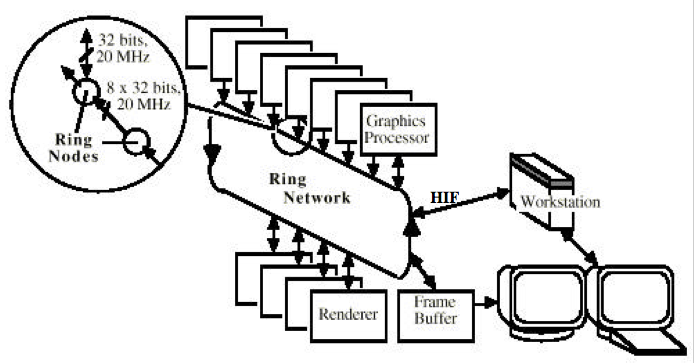 32 bits,
20 MHz
8 x 32 bits,
20 MHz
Ring
Nodes
Graphics
Processor
Ring
Network
HIF
Workstation
Renderer
Frame
Buffer